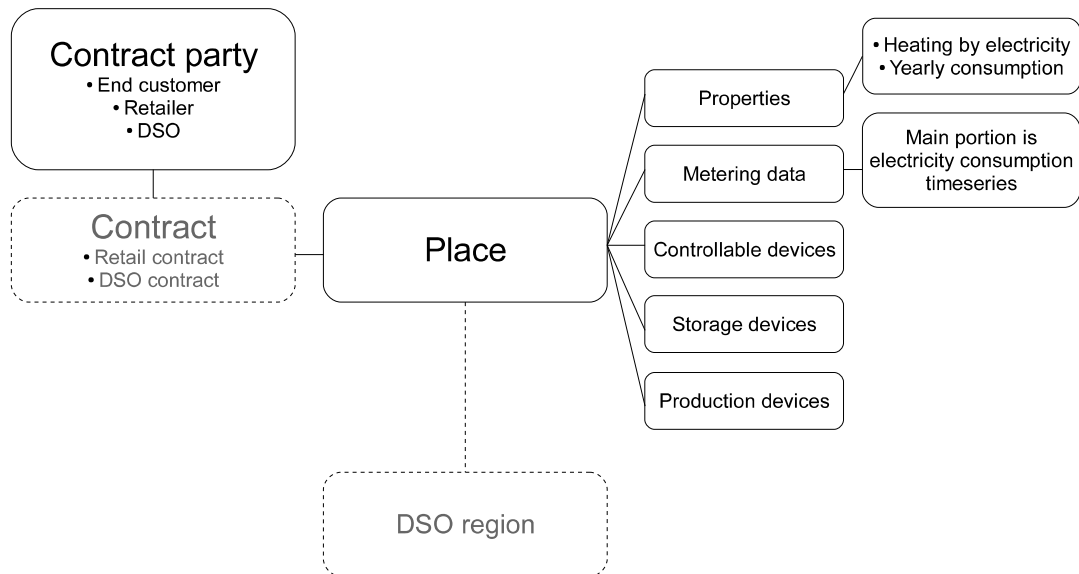 Contract party
• End customer
• Retailer
• DSO
Contract
• Retail contract
• DSO contract
Place
DSO region
Properties
• Heating by electricity
• Yearly consumption
Metering data
Main portion is
electricity consumption
timeseries
Controllable devices
Storage devices
Production devices